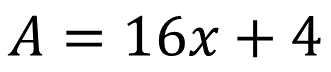 A = 16x + 4